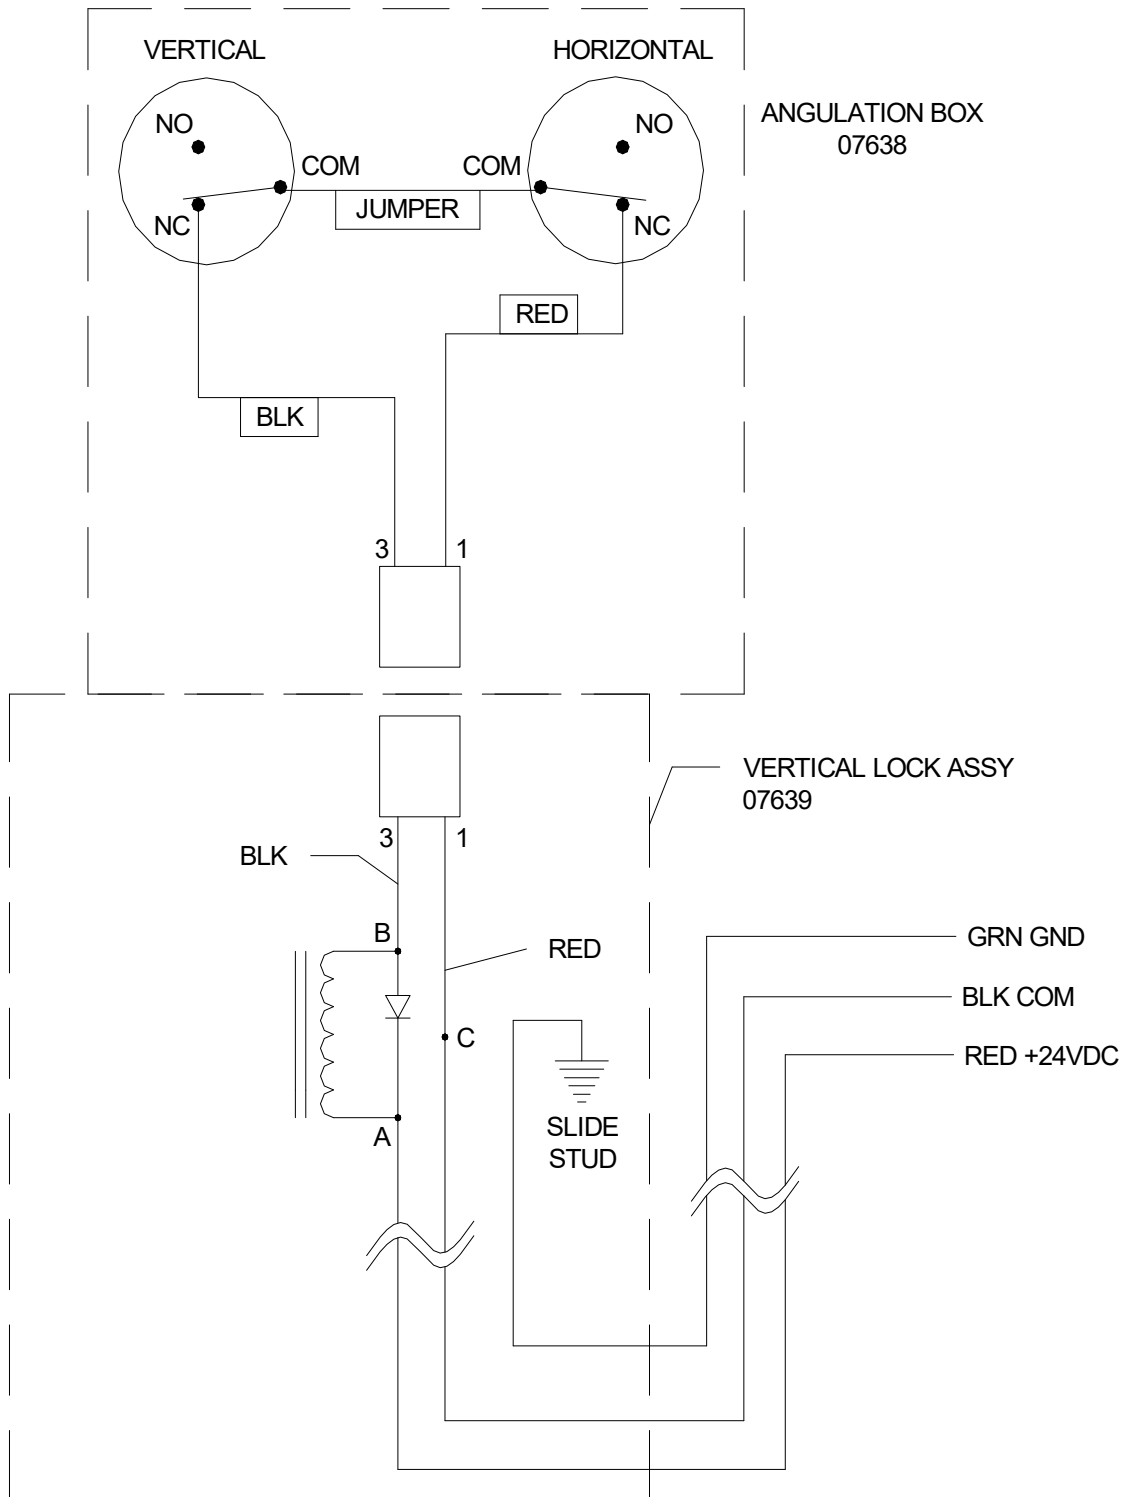 VERTICAL
HORIZONTAL
ANGULATION BOX
07638
NO
NO
COM
COM
JUMPER
NC
NC
RED
BLK
3
1
VERTICAL LOCK ASSY
07639
3
1
BLK
B
RED
GRN GND
BLK COM
C
RED +24VDC
A
SLIDE
STUD